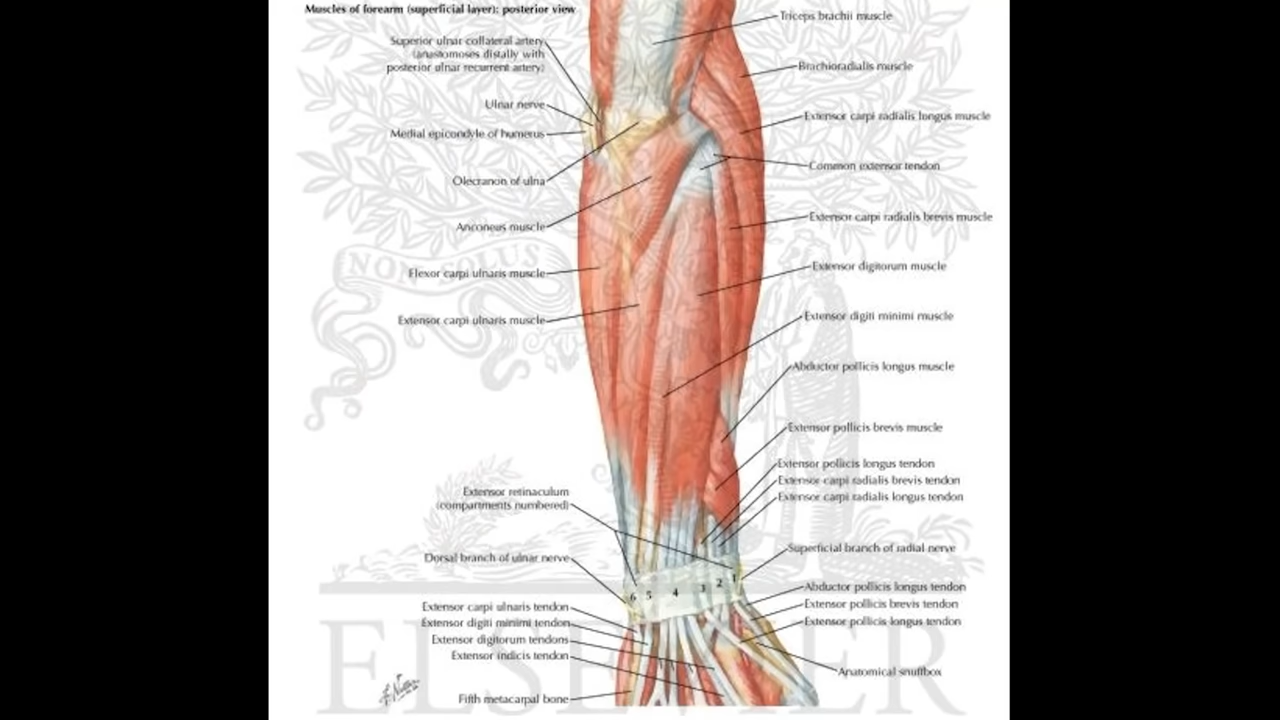 Muscles of forearm (superficial layer): posterior view
Superior ulnar collateral artery
(anastomoses distally with
posterior ulnar recurrent artery)
Ulnar nerve
Medial epicondyle of humerus
Olecranon of ulna
Anconeus muscle
Flexor carpi ulnaris muscle
Extensor carpi ulnaris muscle
Extensor retinaculum
(compartments numbered)
Dorsal branch of ulnar nerve
Extensor carpi ulnaris tendon
Extensor digiti minimi tendon
Extensor digitorum tendons
Extensor indicis tendon
Fifth metacarpal bone
Triceps brachii muscle
Brachioradialis muscle
Extensor carpi radialis longus muscle
Common extensor tendon
Extensor carpi radialis brevis muscle
Extensor digitorum muscle
Extensor digiti minimi muscle
Abductor pollicis longus muscle
Extensor pollicis brevis muscle
Extensor pollicis longus tendon
Extensor carpi radialis brevis tendon
Extensor carpi radialis longus tendon
Superficial branch of radial nerve
Abductor pollicis longus tendon
Extensor pollicis brevis tendon
Extensor pollicis longus tendon
Anatomical snuffbox
6 5 4 3 2 1
NON SOLUS
ELSEVIER
F. Netter